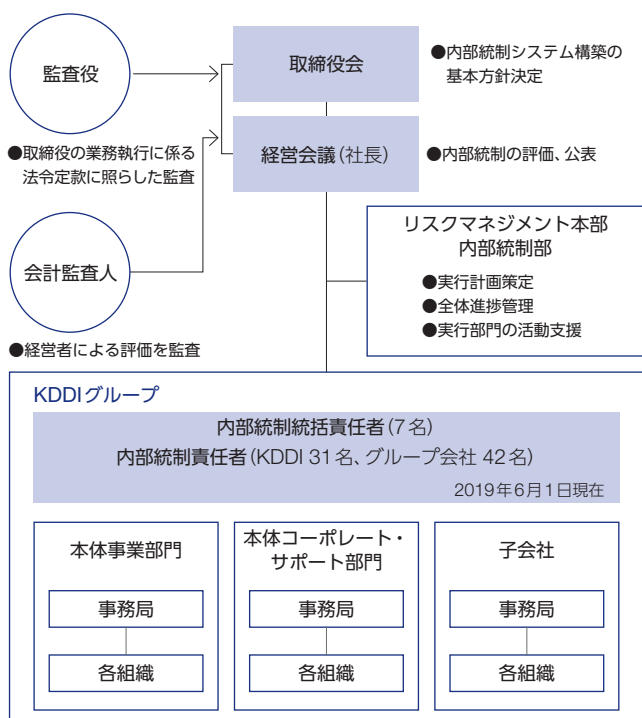 監査役
取締役会
●内部統制システム構築の
基本方針決定
●取締役の業務執行に係る
法令定款に照らした監査
経営会議(社長)
●内部統制の評価、公表
会計監査人
●経営者による評価を監査
リスクマネジメント本部
内部統制部
●実行計画策定
●全体進捗管理
●実行部門の活動支援
KDDIグループ
内部統制統括責任者(7名)
内部統制責任者(KDDI 31名、グループ会社 42名)
2019年6月1日現在
本体事業部門
事務局
各組織
本体コーポレート・
サポート部門
事務局
各組織
子会社
事務局
各組織